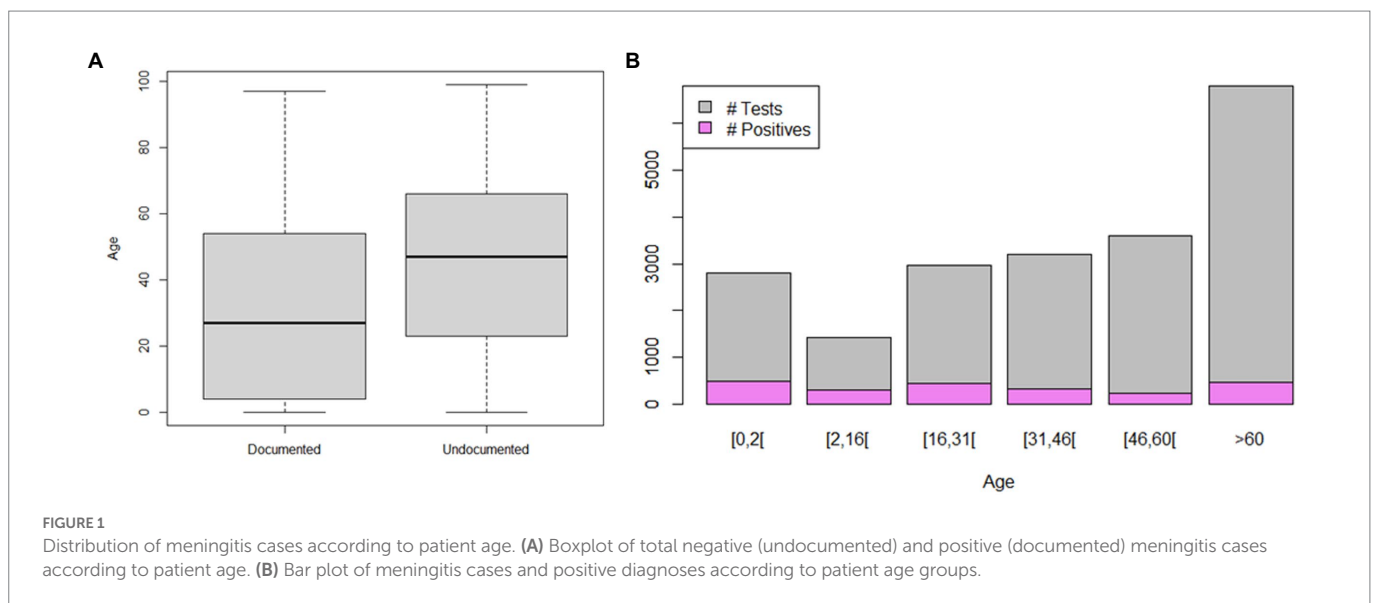 A
Age
100
80
60
40
20
0
Documented Undocumented
B
# Tests
# Positives
5000
3000
1000
0
[0,2[ [2,16[ [16,31[ [31,46[ [46,60[ >60
Age
FIGURE 1
Distribution of meningitis cases according to patient age. (A) Boxplot of total negative (undocumented) and positive (documented) meningitis cases
according to patient age. (B) Bar plot of meningitis cases and positive diagnoses according to patient age groups.